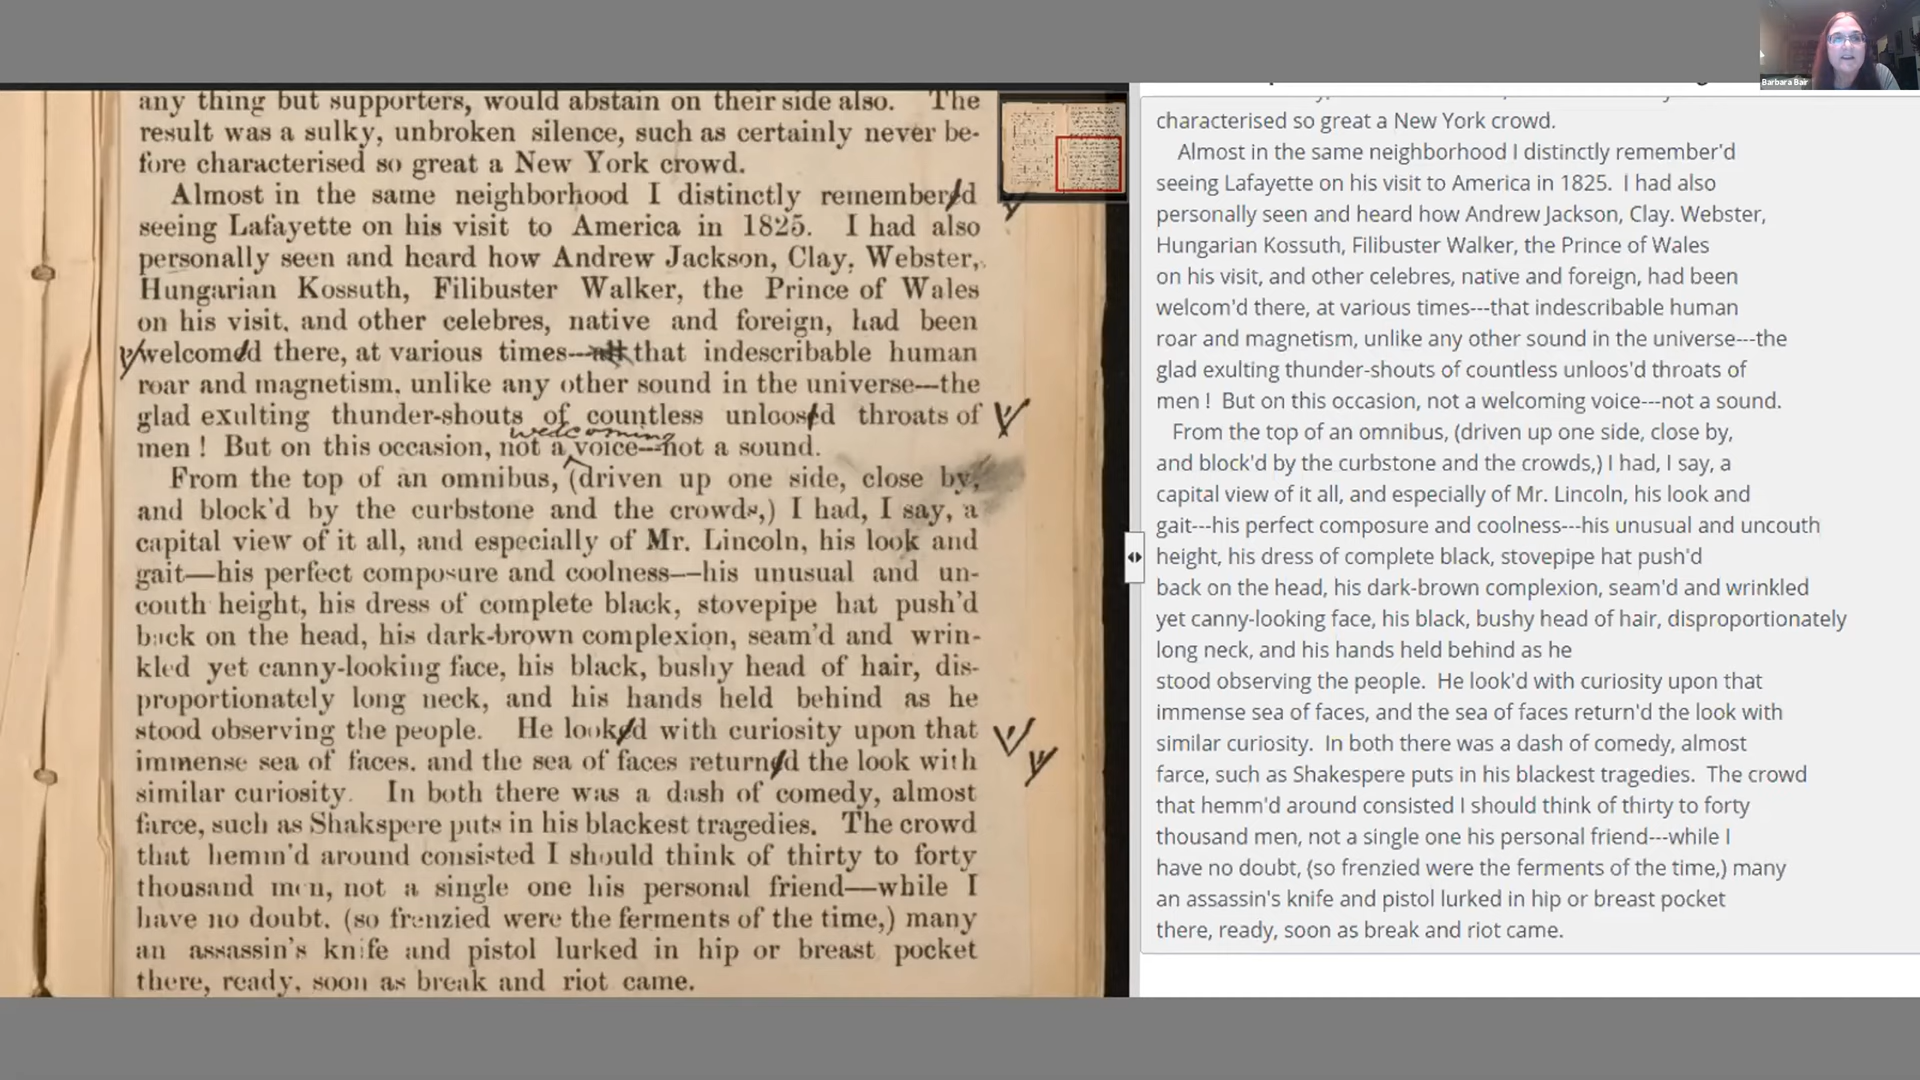 any thing but supporters, would abstain on their side also. The
result was a sulky, unbroken silence, such as certainly never be-
fore characterised so great a New York crowd.
Almost in the same neighborhood I distinctly remember'd
seeing Lafayette on his visit to America in 1825. I had also
personally seen and heard how Andrew Jackson, Clay, Webster,
Hungarian Kossuth, Filibuster Walker, the Prince of Wales
on his visit, and other celebres, native and foreign, had been
welcom'd there, at various times—all that indescribable human
roar and magnetism, unlike any other sound in the universe—the
glad exulting thunder-shouts of countless unloos'd throats of
welcoming
men ! But on this occasion, not a voice—not a sound.
From the top of an omnibus, (driven up one side, close by,
and block'd by the curbstone and the crowds,) I had, I say, a
capital view of it all, and especially of Mr. Lincoln, his look and
gait—his perfect composure and coolness—his unusual and un-
couth height, his dress of complete black, stovepipe hat push'd
back on the head, his dark-brown complexion, seam'd and wrin-
kled yet canny-looking face, his black, bushy head of hair, dis-
proportionately long neck, and his hands held behind as he
stood observing the people. He look'd with curiosity upon that
immense sea of faces, and the sea of faces return'd the look with
similar curiosity. In both there was a dash of comedy, almost
farce, such as Shakspere puts in his blackest tragedies. The crowd
that hemm'd around consisted I should think of thirty to forty
thousand men, not a single one his personal friend—while I
have no doubt, (so frenzied were the ferments of the time,) many
an assassin's knife and pistol lurked in hip or breast pocket
there, ready, soon as break and riot came.
characterised so great a New York crowd.
Almost in the same neighborhood I distinctly remember'd
seeing Lafayette on his visit to America in 1825. I had also
personally seen and heard how Andrew Jackson, Clay. Webster,
Hungarian Kossuth, Filibuster Walker, the Prince of Wales
on his visit, and other celebres, native and foreign, had been
welcom'd there, at various times---that indescribable human
roar and magnetism, unlike any other sound in the universe---the
glad exulting thunder-shouts of countless unloos'd throats of
men ! But on this occasion, not a welcoming voice---not a sound.
From the top of an omnibus, (driven up one side, close by,
and block'd by the curbstone and the crowds,) I had, I say, a
capital view of it all, and especially of Mr. Lincoln, his look and
gait---his perfect composure and coolness---his unusual and uncouth
height, his dress of complete black, stovepipe hat push'd
back on the head, his dark-brown complexion, seam'd and wrinkled
yet canny-looking face, his black, bushy head of hair, disproportionately
long neck, and his hands held behind as he
stood observing the people. He look'd with curiosity upon that
immense sea of faces, and the sea of faces return'd the look with
similar curiosity. In both there was a dash of comedy, almost
farce, such as Shakespere puts in his blackest tragedies. The crowd
that hemm'd around consisted I should think of thirty to forty
thousand men, not a single one his personal friend---while I
have no doubt, (so frenzied were the ferments of the time,) many
an assassin's knife and pistol lurked in hip or breast pocket
there, ready, soon as break and riot came.
Barbara Bair